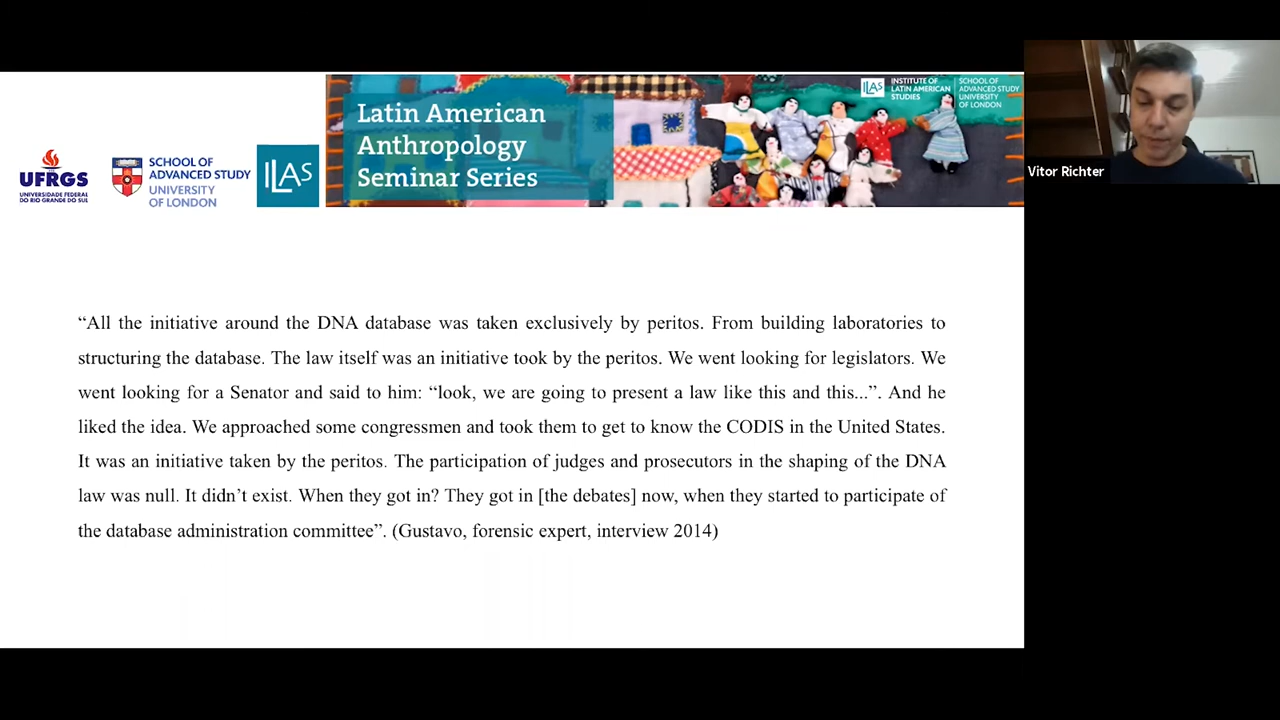 UFRGS
UNIVERSIDADE FEDERAL
DO RIO GRANDE DO SUL
SCHOOL OF
ADVANCED STUDY
UNIVERSITY
OF LONDON
ILAS
Latin American
Anthropology
Seminar Series
ILAS
INSTITUTE OF
LATIN AMERICAN
STUDIES
SCHOOL OF
ADVANCED STUDY
UNIVERSITY
OF LONDON
Vitor Richter
“All the initiative around the DNA database was taken exclusively by peritos. From building laboratories to
structuring the database. The law itself was an initiative took by the peritos. We went looking for legislators. We
went looking for a Senator and said to him: “look, we are going to present a law like this and this...”. And he
liked the idea. We approached some congressmen and took them to get to know the CODIS in the United States.
It was an initiative taken by the peritos. The participation of judges and prosecutors in the shaping of the DNA
law was null. It didn’t exist. When they got in? They got in [the debates] now, when they started to participate of
the database administration committee”. (Gustavo, forensic expert, interview 2014)